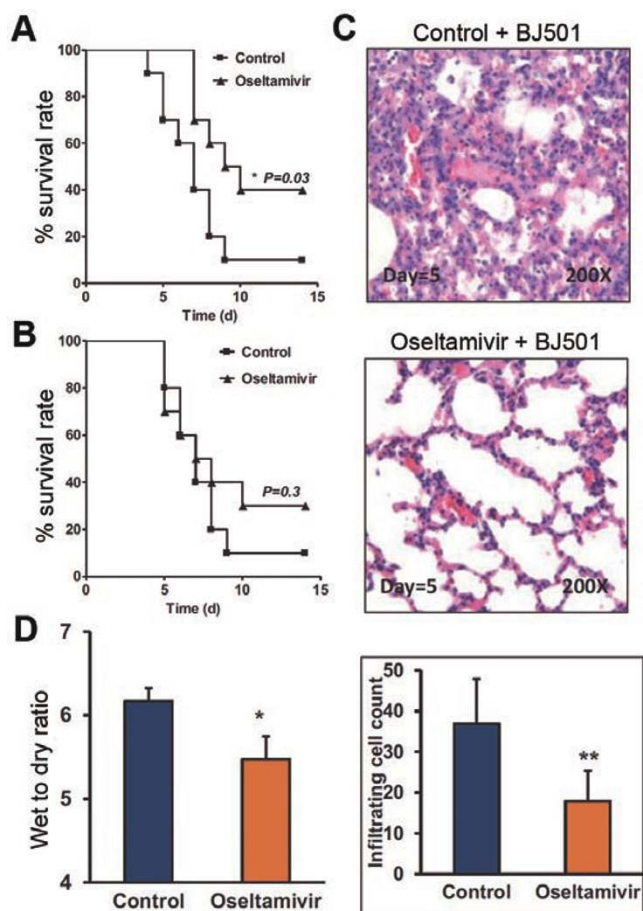 A
100
80
60
40
20
0
5
10
15
% survival rate
Time (d)
Control
Oseltamivir
* P=0.03
B
100
80
60
40
20
0
5
10
15
% survival rate
Time (d)
Control
Oseltamivir
P=0.3
C
Control + BJ501
Day=5 200X
Oseltamivir + BJ501
Day=5 200X
D
7
6
5
4
Wet to dry ratio
*
Control Oseltamivir
50
40
30
20
10
0
Infiltrating cell count
**
Control Oseltamivir